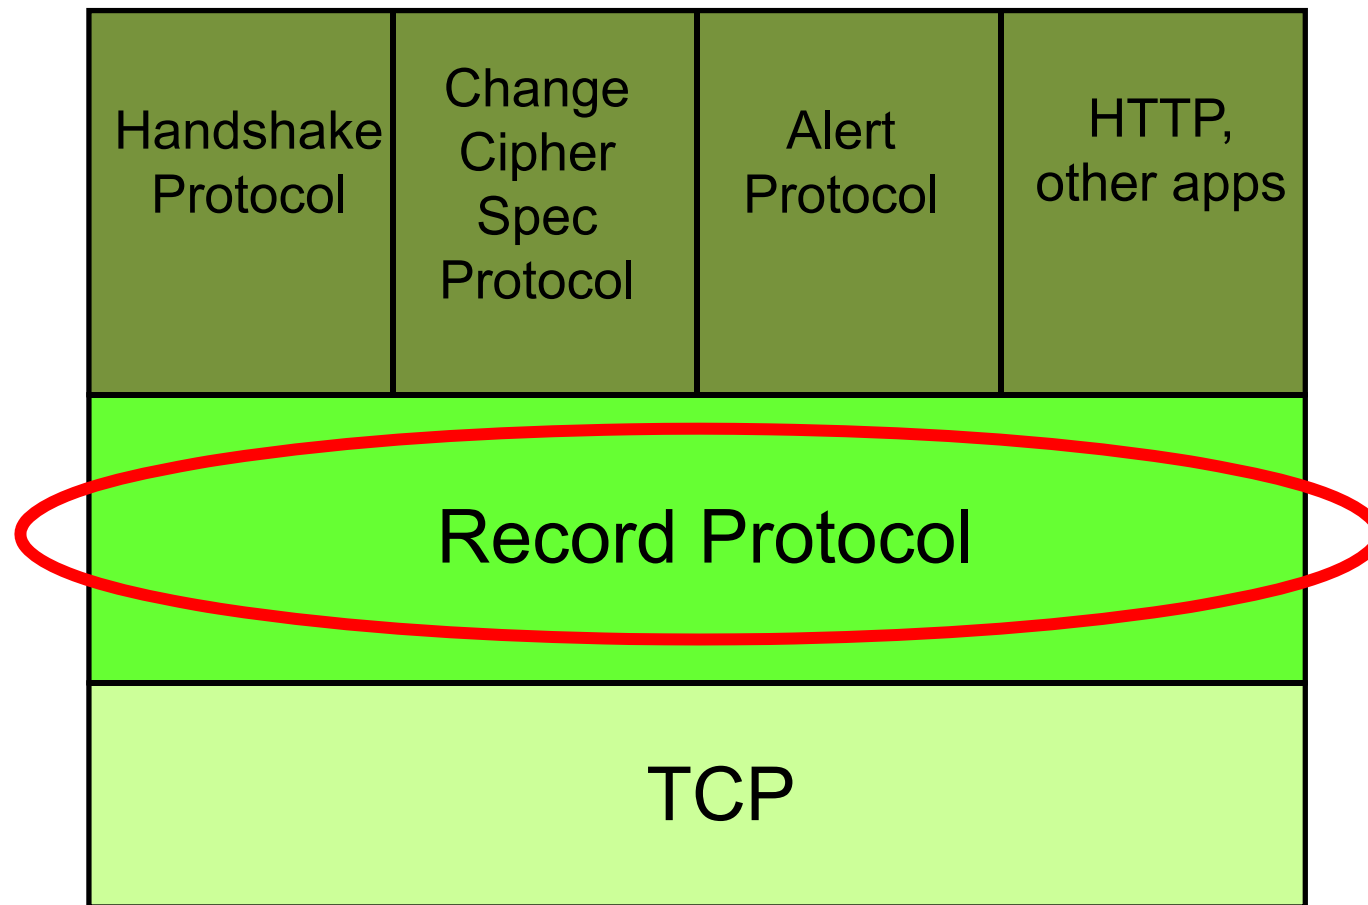 Handshake
Protocol
Change
Cipher
Spec
Protocol
Alert
Protocol
HTTP,
other apps
Record Protocol
TCP